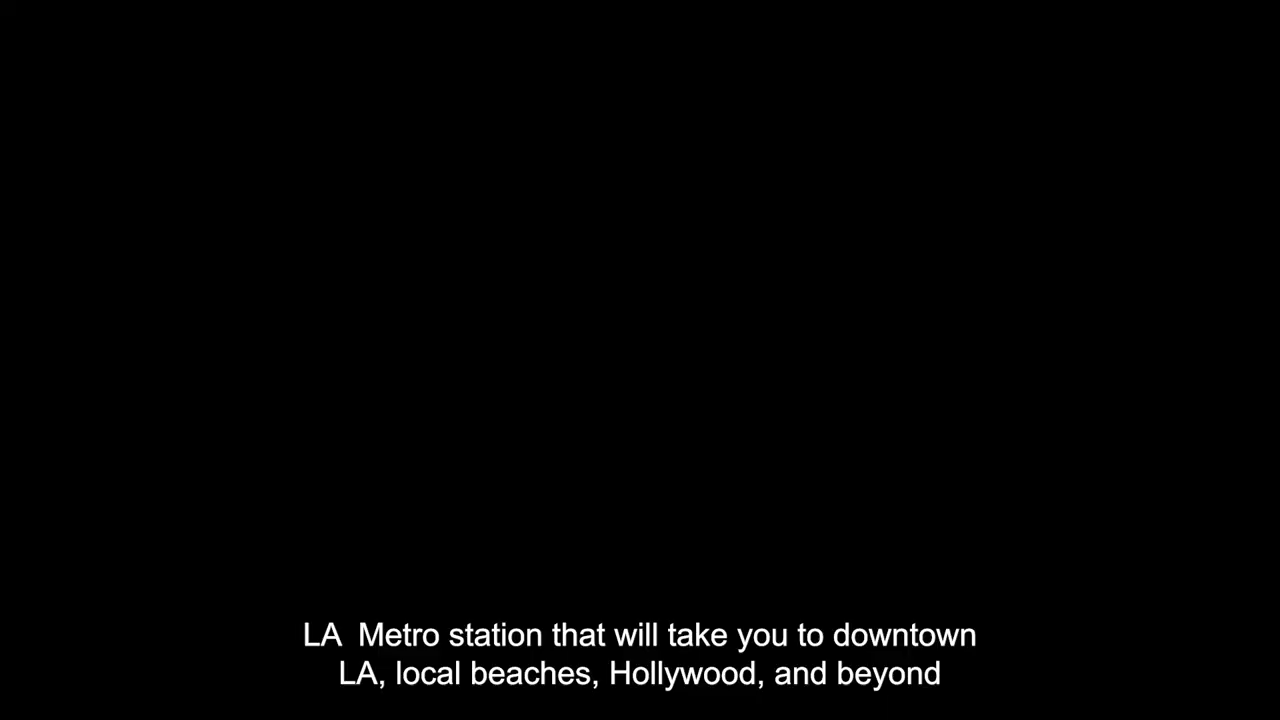 LA  Metro station that will take you to downtown
LA, local beaches, Hollywood, and beyond